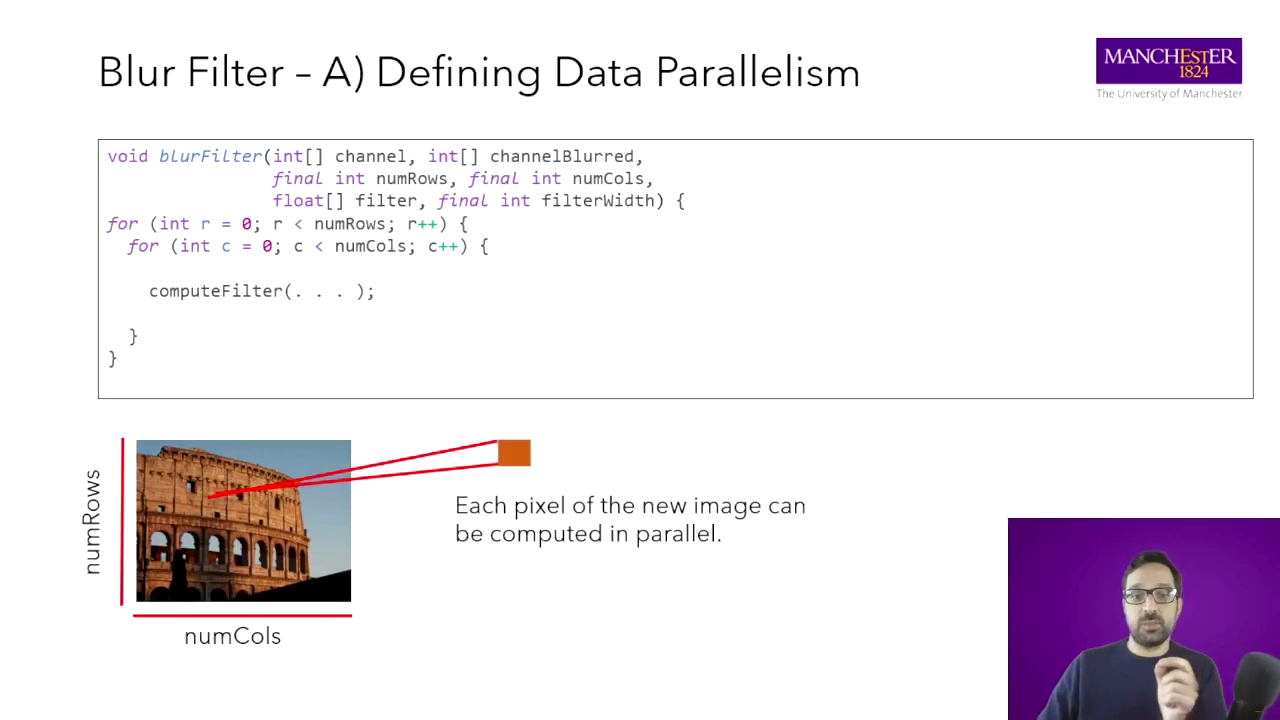 Blur Filter – A) Defining Data Parallelism
MANCHESTER
1824
The University of Manchester
void blurFilter(int[] channel, int[] channelBlurred,
final int numRows, final int numCols,
float[] filter, final int filterWidth) {
for (int r = 0; r < numRows; r++) {
for (int c = 0; c < numCols; c++) {
computeFilter(. . . );
}
}
numRows
Each pixel of the new image can
be computed in parallel.
numCols